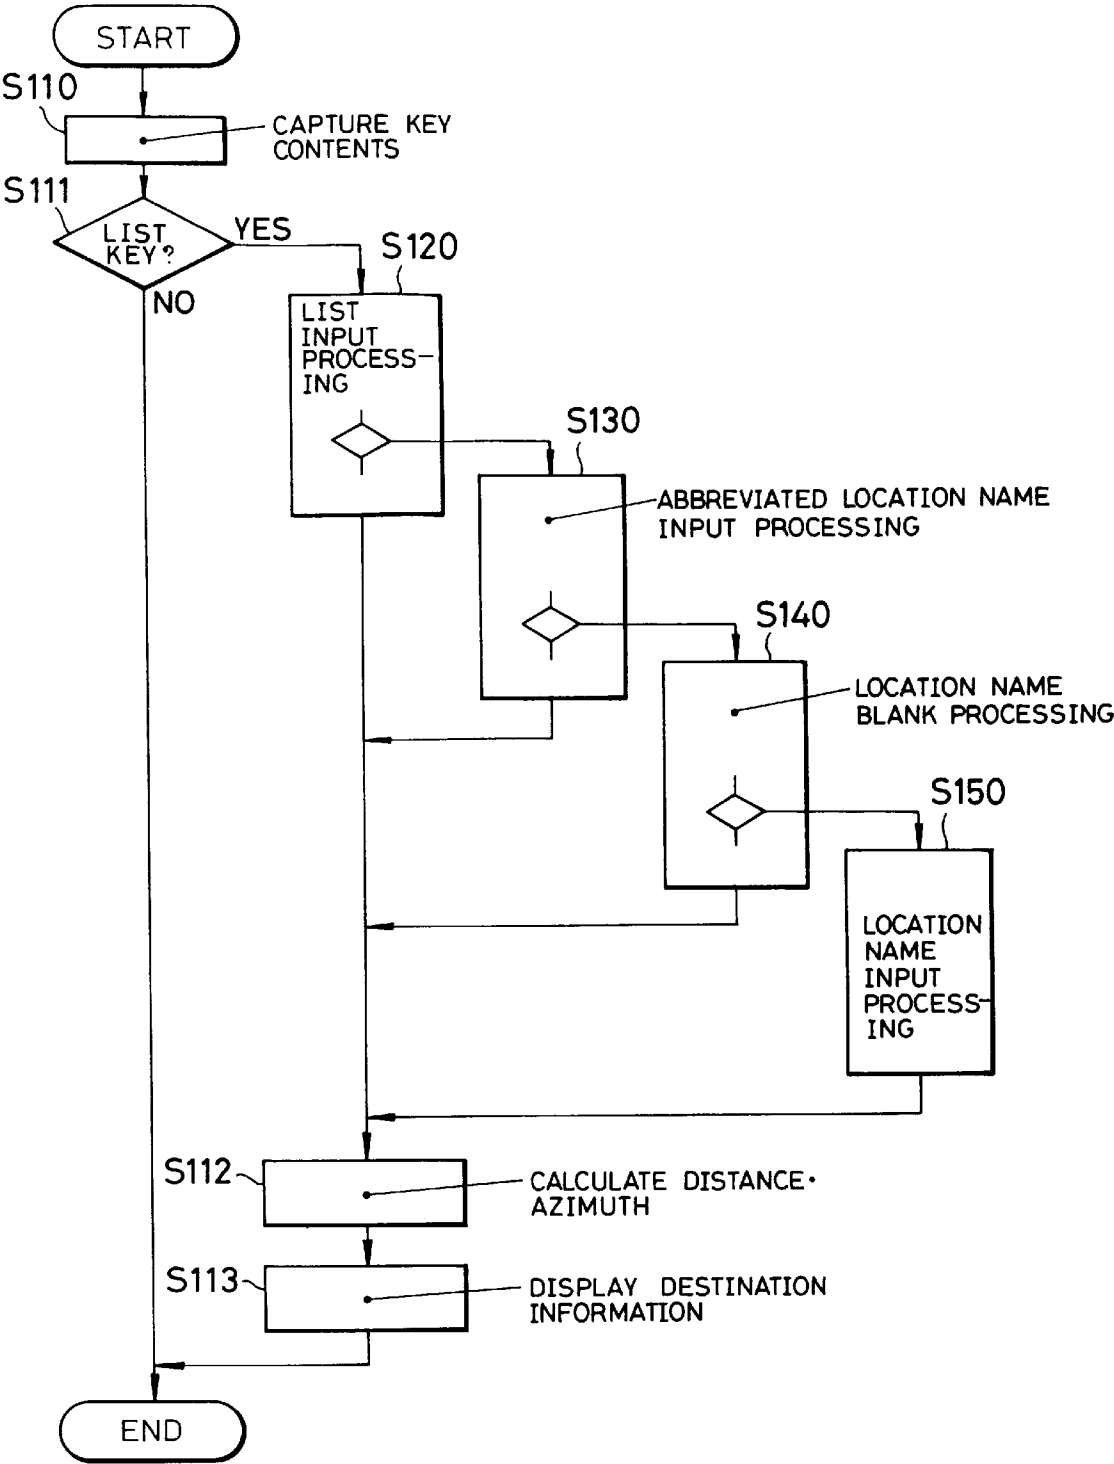 START
S110
CAPTURE KEY
CONTENTS
S111
LIST
KEY?
YES
NO
S120
LIST
INPUT
PROCESS-
ING
S130
ABBREVIATED LOCATION NAME
INPUT PROCESSING
S140
LOCATION NAME
BLANK PROCESSING
S150
LOCATION
NAME
INPUT
PROCESS-
ING
S112
CALCULATE DISTANCE·
AZIMUTH
S113
DISPLAY DESTINATION
INFORMATION
END